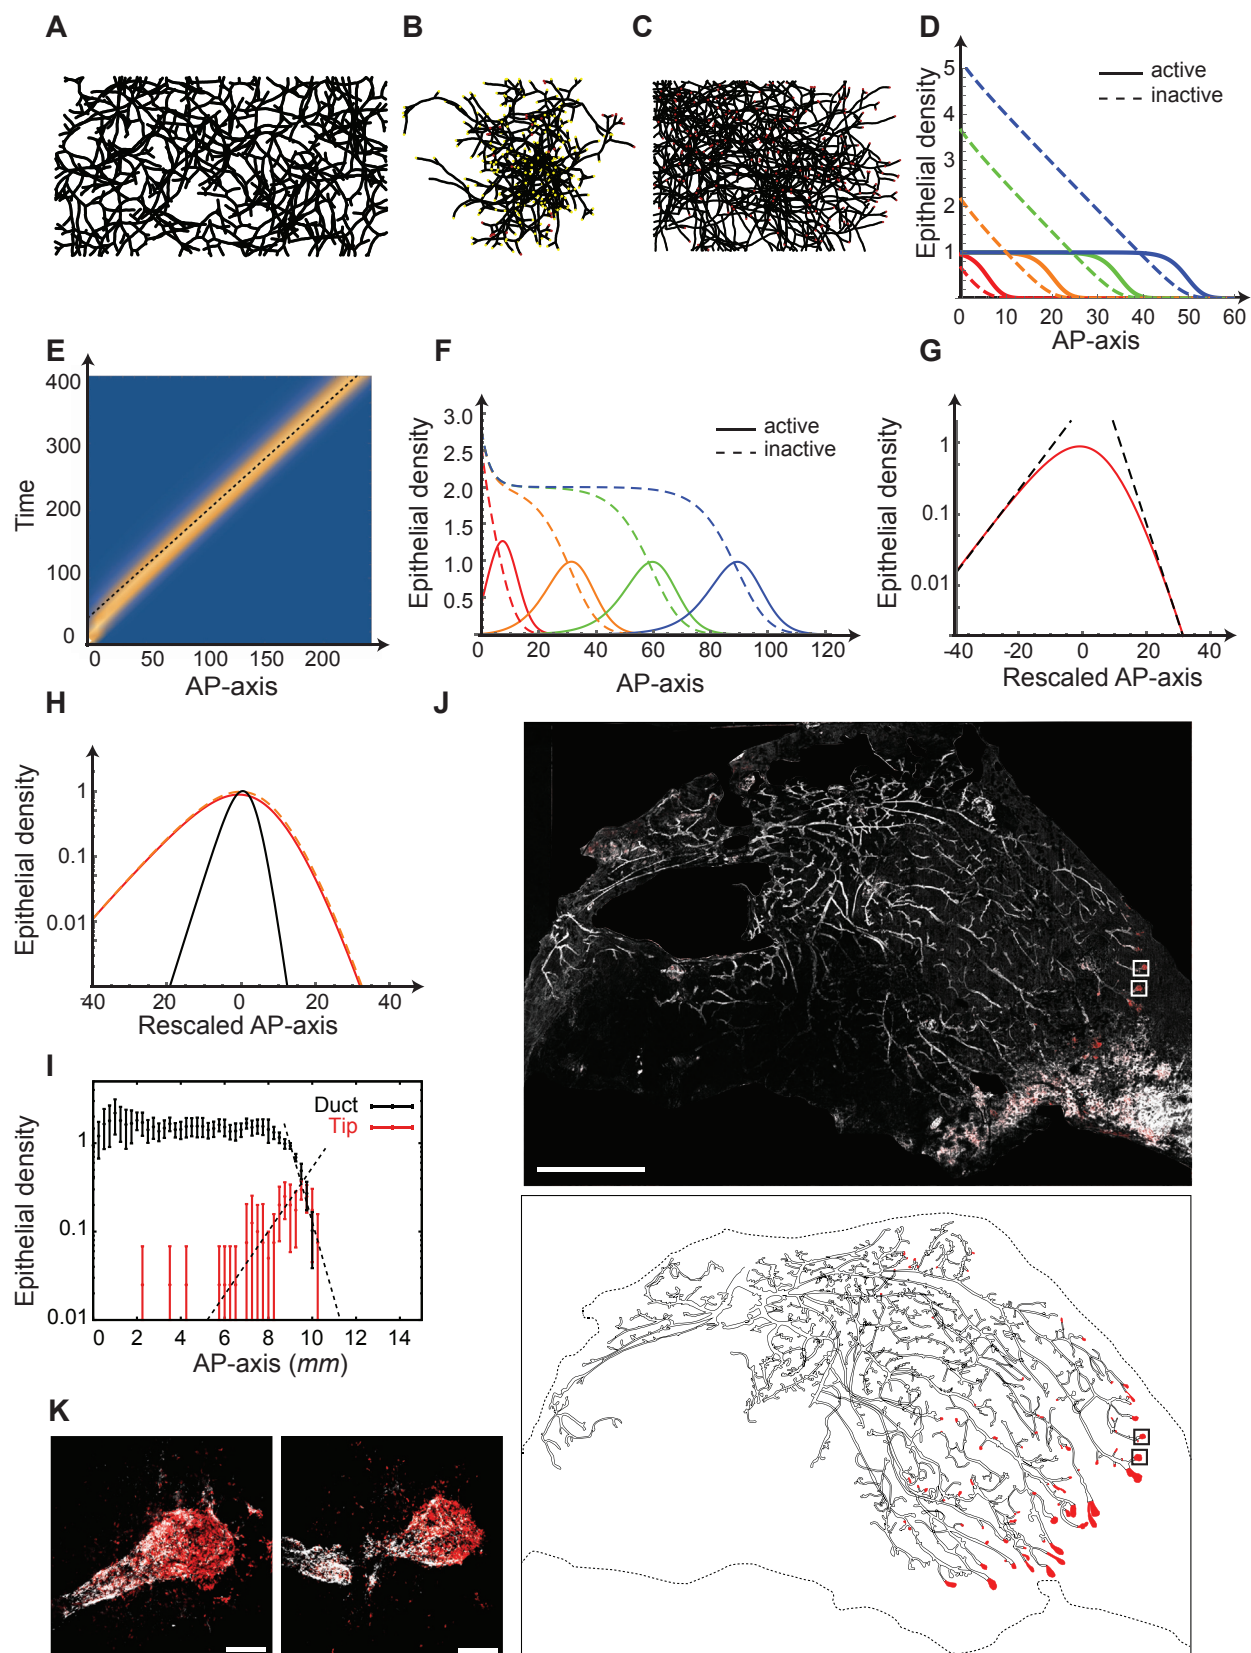 A
B
C
D
Epithelial density
5
4
3
2
1
active
inactive
0 10 20 30 40 50 60
AP-axis
E
Time
400
300
200
100
0
0 50 100 150 200
AP-axis
F
Epithelial density
3.0
2.5
2.0
1.5
1.0
0.5
active
inactive
0 20 40 60 80 100 120
AP-axis
G
Epithelial density
1
0.1
0.01
-40 -20 0 20 40
Rescaled AP-axis
H
Epithelial density
1
0.1
0.01
-40 -20 0 20 40
Rescaled AP-axis
I
Epithelial density
1
0.1
0.01
Duct
Tip
0 2 4 6 8 10 12 14
AP-axis (mm)
J
K